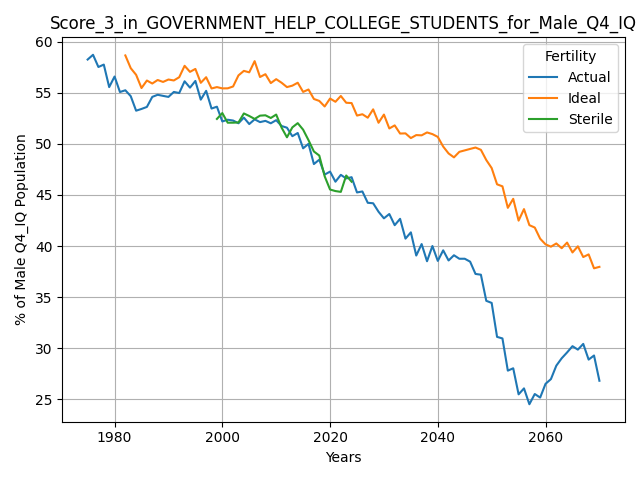 Score_3_in_GOVERNMENT_HELP_COLLEGE_STUDENTS_for_Male_Q4_IQ
Fertility
Actual
Ideal
Sterile
% of Male Q4_IQ Population
60
55
50
45
40
35
30
25
1980
2000
2020
2040
2060
Years